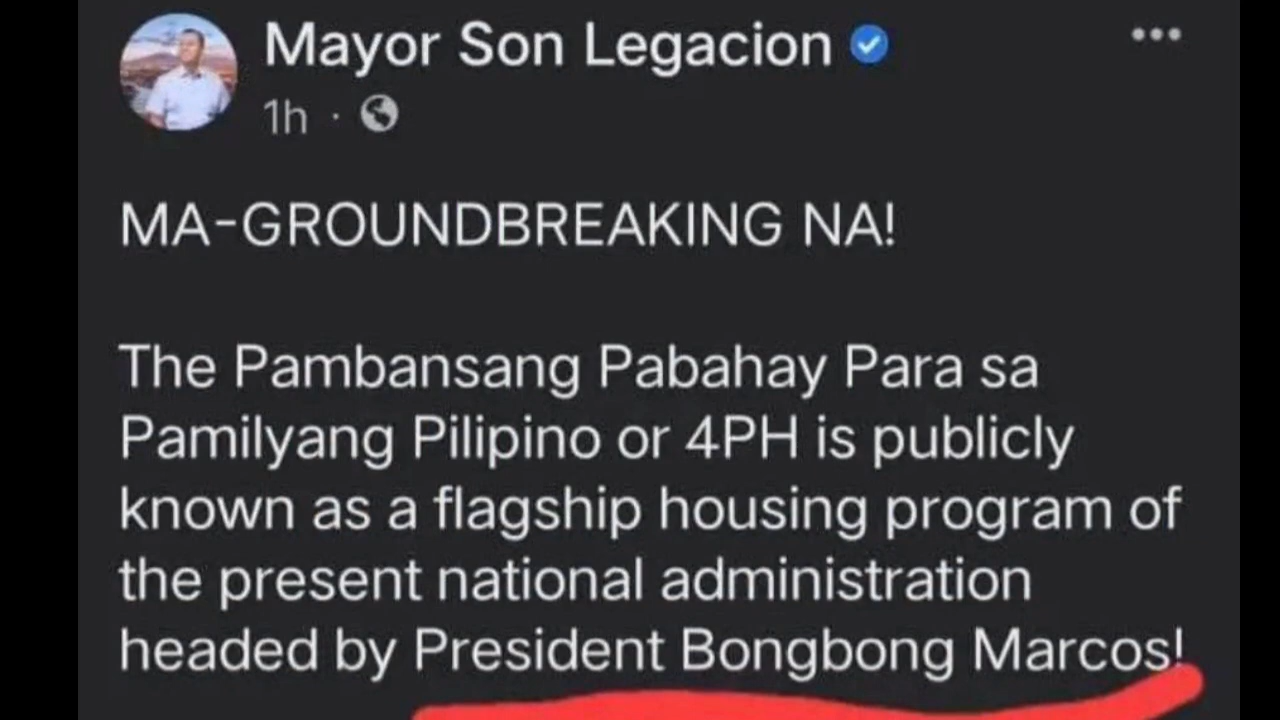 Mayor Son Legacion
1h ·
MA-GROUNDBREAKING NA!
The Pambansang Pabahay Para sa
Pamilyang Pilipino or 4PH is publicly
known as a flagship housing program of
the present national administration
headed by President Bongbong Marcos!